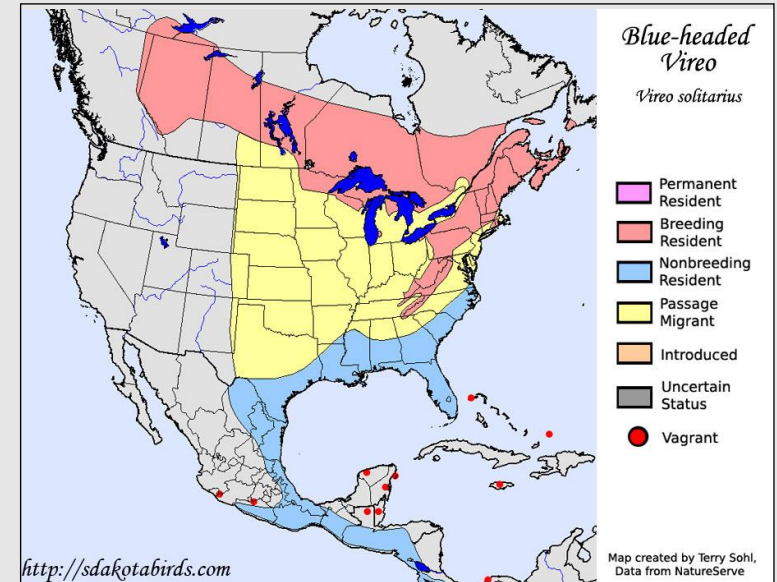 Blue-headed
Vireo
Vireo solitarius
Permanent
Resident
Breeding
Resident
Nonbreeding
Resident
Passage
Migrant
Introduced
Uncertain
Status
Vagrant
http://sdakotabirds.com
Map created by Terry Sohl,
Data from NatureServe